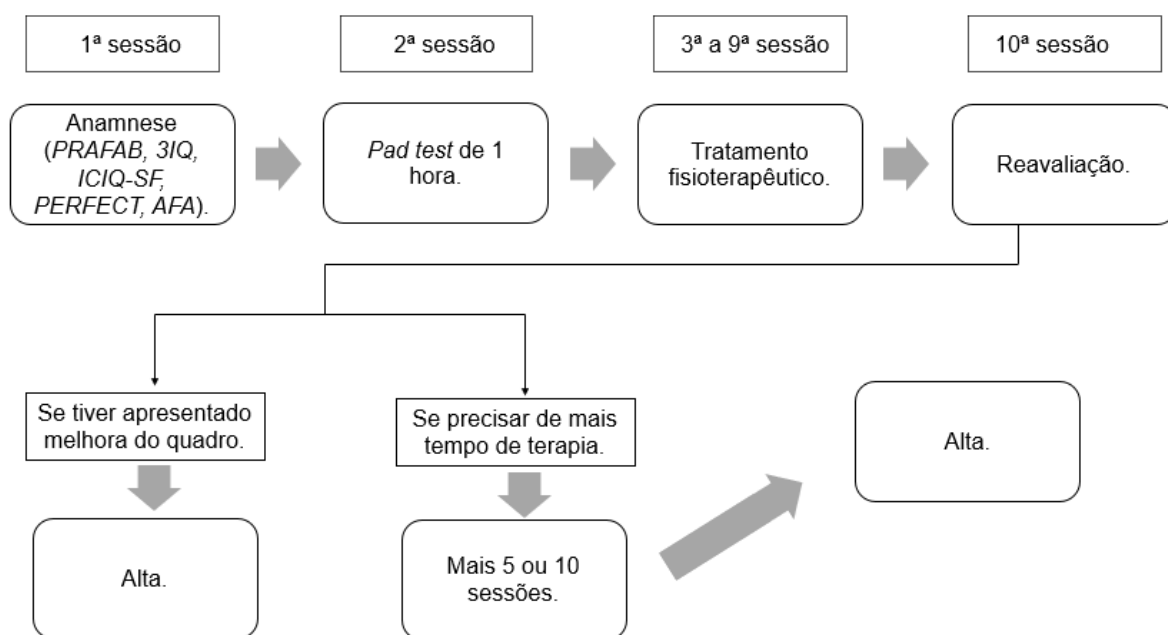 1ª sessão
2ª sessão
3ª a 9ª sessão
10ª sessão
Anamnese
(PRAFAB, 3IQ,
ICIQ-SF,
PERFECT, AFA).
Pad test de 1
hora.
Tratamento
fisioterapêutico.
Reavaliação.
Se tiver apresentado
melhora do quadro.
Se precisar de mais
tempo de terapia.
Alta.
Alta.
Mais 5 ou 10
sessões.